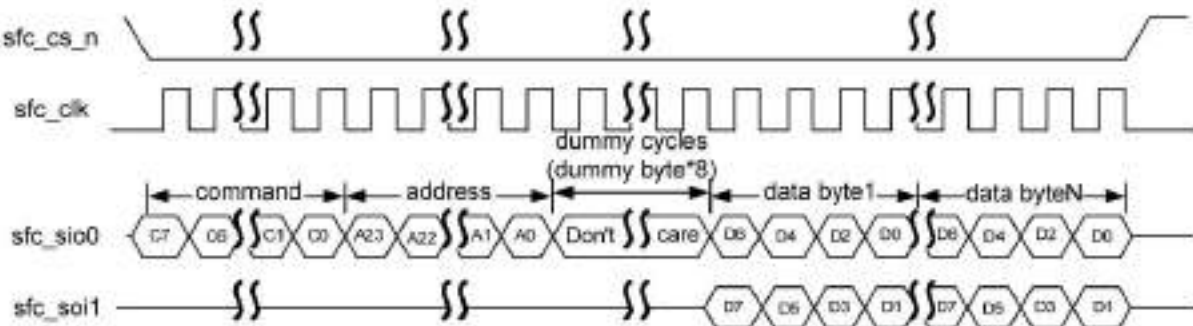 sfc_cs_n
sfc_clk
dummy cycles
(dummy byte*8)
command address data byte1 data byteN
sfc_sio0 C7 C6 C1 C0 A23 A22 A1 A0 Don't care D6 D4 D2 D0 D6 D4 D2 D0
sfc_soi1 D7 D5 D3 D1 D7 D5 D3 D1